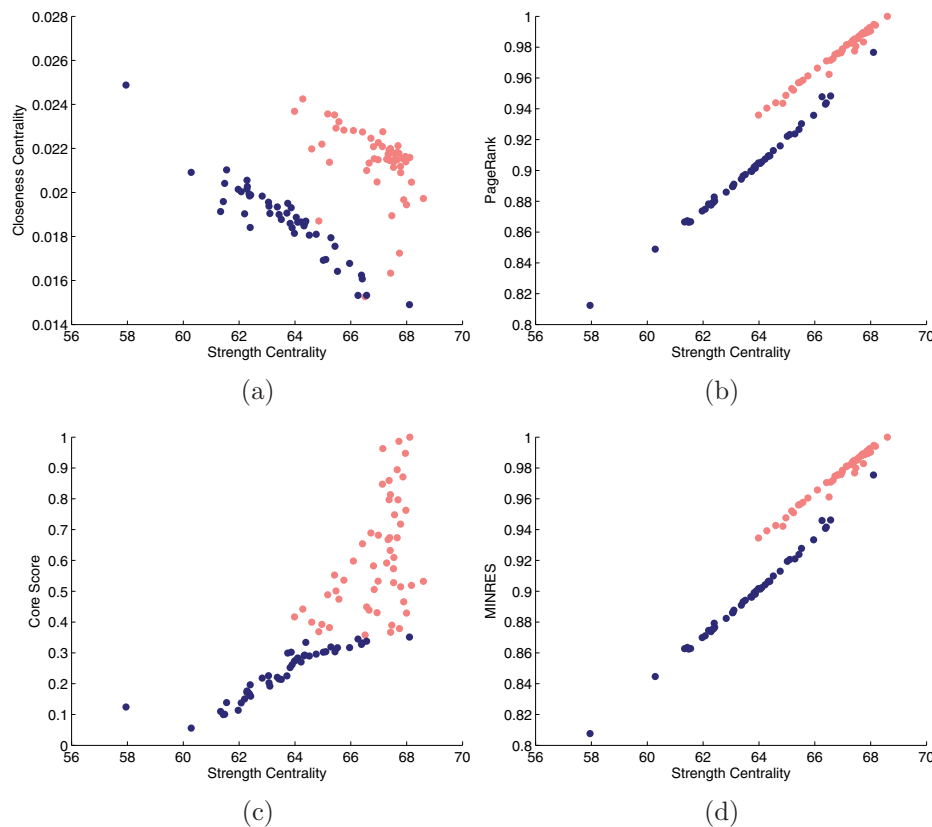 0.028
0.026
0.024
0.022
0.02
0.018
0.016
0.014
Closeness Centrality
56 58 60 62 64 66 68 70
Strength Centrality
(a)
1
0.98
0.96
0.94
0.92
0.9
0.88
0.86
0.84
0.82
0.8
PageRank
56 58 60 62 64 66 68 70
Strength Centrality
(b)
1
0.9
0.8
0.7
0.6
0.5
0.4
0.3
0.2
0.1
0
Core Score
56 58 60 62 64 66 68 70
Strength Centrality
(c)
1
0.98
0.96
0.94
0.92
0.9
0.88
0.86
0.84
0.82
0.8
MINRES
56 58 60 62 64 66 68 70
Strength Centrality
(d)